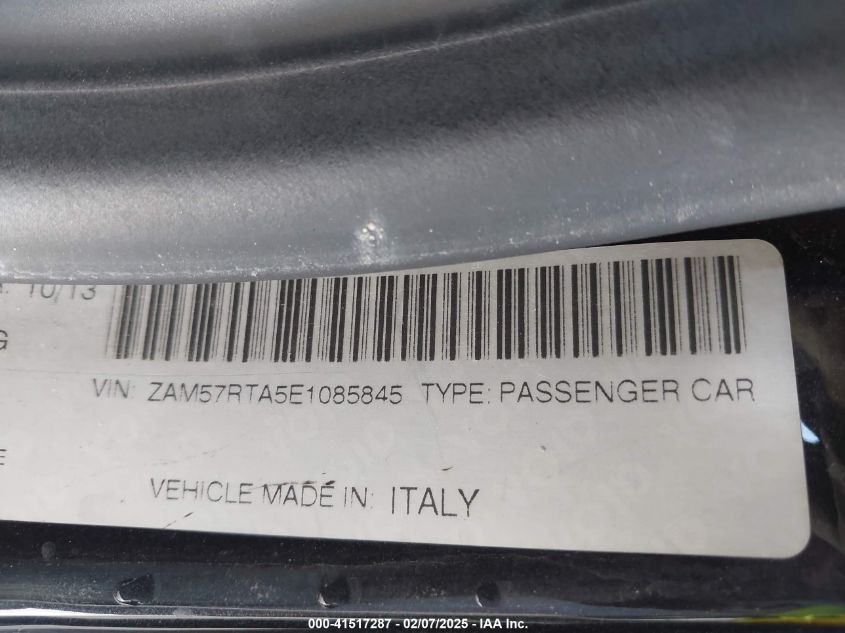 10/13
G
VIN: ZAM57RTA5E1085845 TYPE: PASSENGER CAR
E
VEHICLE MADE IN: ITALY
000-41517287 - 02/07/2025 - IAA Inc.